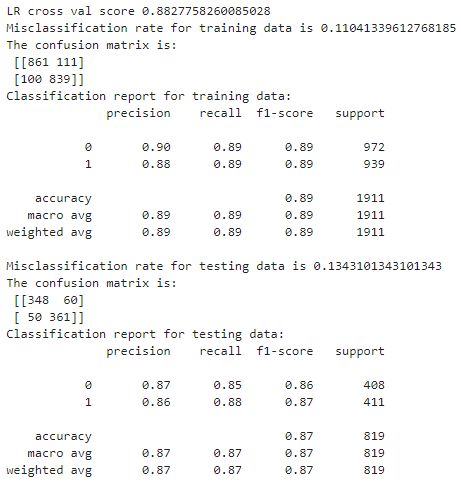 LR cross val score 0.8827758260085028
Misclassification rate for training data is 0.11041339612768185
The confusion matrix is:
[[861 111]
[100 839]]
Classification report for training data:
precision recall f1-score support
0 0.90 0.89 0.89 972
1 0.88 0.89 0.89 939
accuracy 0.89 1911
macro avg 0.89 0.89 0.89 1911
weighted avg 0.89 0.89 0.89 1911
Misclassification rate for testing data is 0.1343101343101343
The confusion matrix is:
[[348 60]
[ 50 361]]
Classification report for testing data:
precision recall f1-score support
0 0.87 0.85 0.86 408
1 0.86 0.88 0.87 411
accuracy 0.87 819
macro avg 0.87 0.87 0.87 819
weighted avg 0.87 0.87 0.87 819